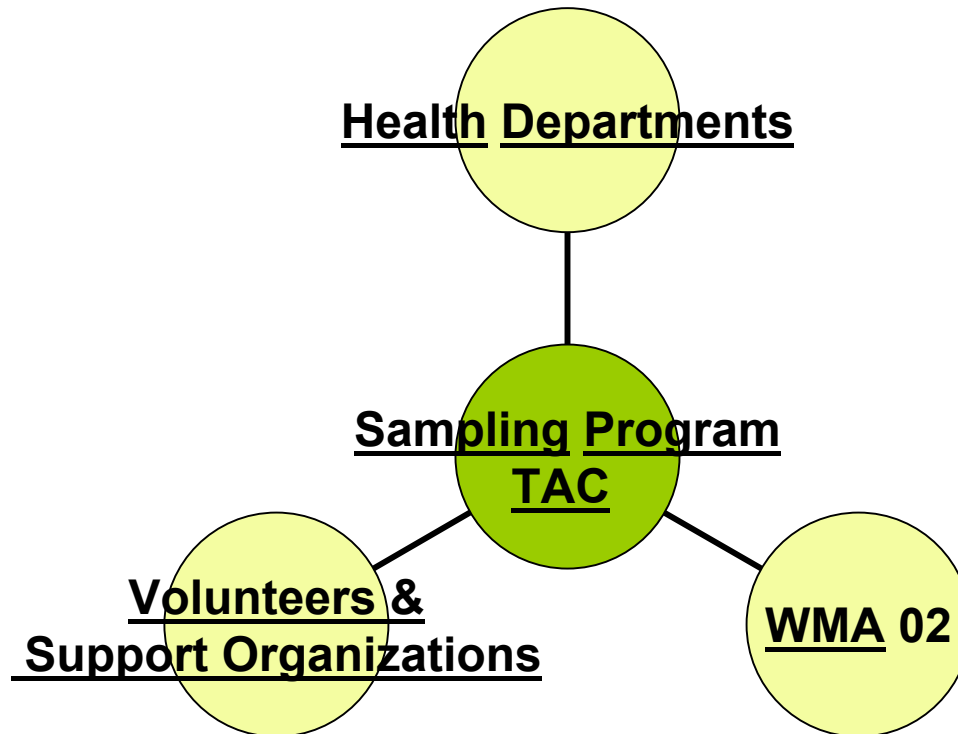 Health Departments
Sampling Program
TAC
Volunteers &
Support Organizations
WMA 02